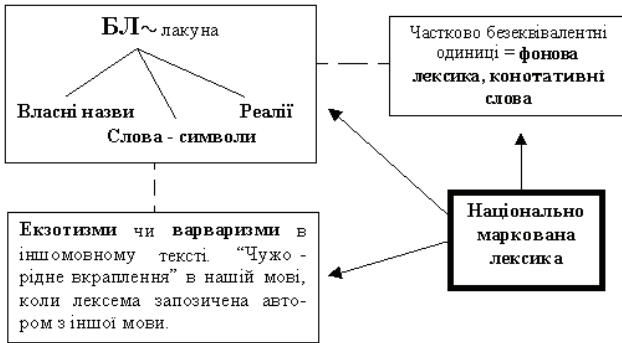 БЛ~ лакуна
Власні назви
Реалії
Слова - символи
Частково безеквівалентні
одиниці = фонова
лексика, конотативні
слова
Екзотизми чи варваризми в
іншомовному тексті. “Чужо -
рідне вкраплення” в нашій мові,
коли лексема запозичена авто-
ром з іншої мови.
Національно
маркована
лексика